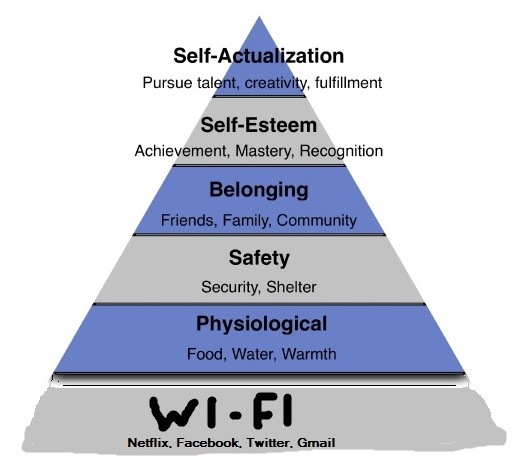 Self-Actualization
Pursue talent, creativity, fulfillment
Self-Esteem
Achievement, Mastery, Recognition
Belonging
Friends, Family, Community
Safety
Security, Shelter
Physiological
Food, Water, Warmth
WI-FI
Netflix, Facebook, Twitter, Gmail